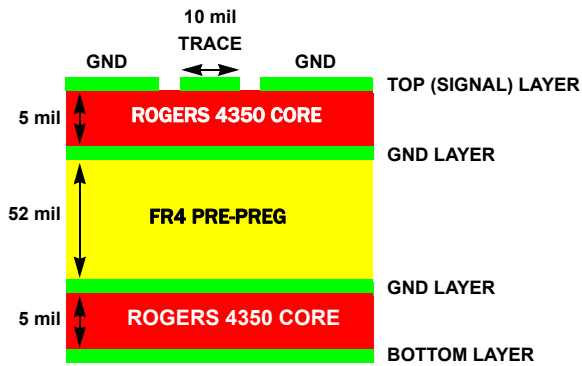 10 mil
TRACE
GND
GND
TOP (SIGNAL) LAYER
5 mil
ROGERS 4350 CORE
GND LAYER
52 mil
FR4 PRE-PREG
GND LAYER
5 mil
ROGERS 4350 CORE
BOTTOM LAYER